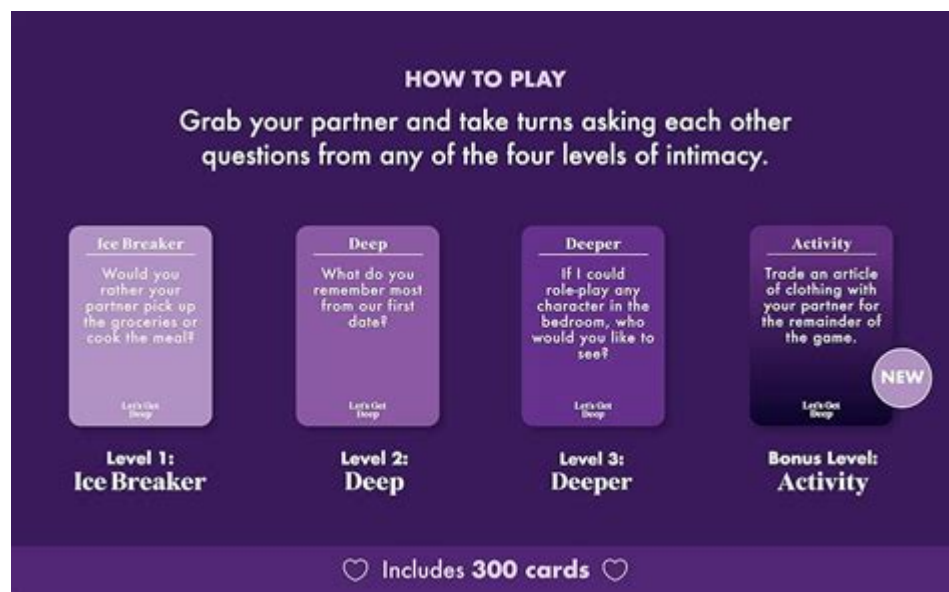 HOW TO PLAY
Grab your partner and take turns asking each other
questions from any of the four levels of intimacy.
Ice Breaker
Would you
rather your
partner pick up
the groceries or
cook the meal?
Let's Get
Deep
Deep
What do you
remember most
from our first
date?
Let's Get
Deep
Deeper
If I could
role-play any
character in the
bedroom, who
would you like to
see?
Let's Get
Deep
Activity
Trade an article
of clothing with
your partner for
the remainder of
the game.
NEW
Let's Get
Deep
Level 1:
Ice Breaker
Level 2:
Deep
Level 3:
Deeper
Bonus Level:
Activity
Includes 300 cards